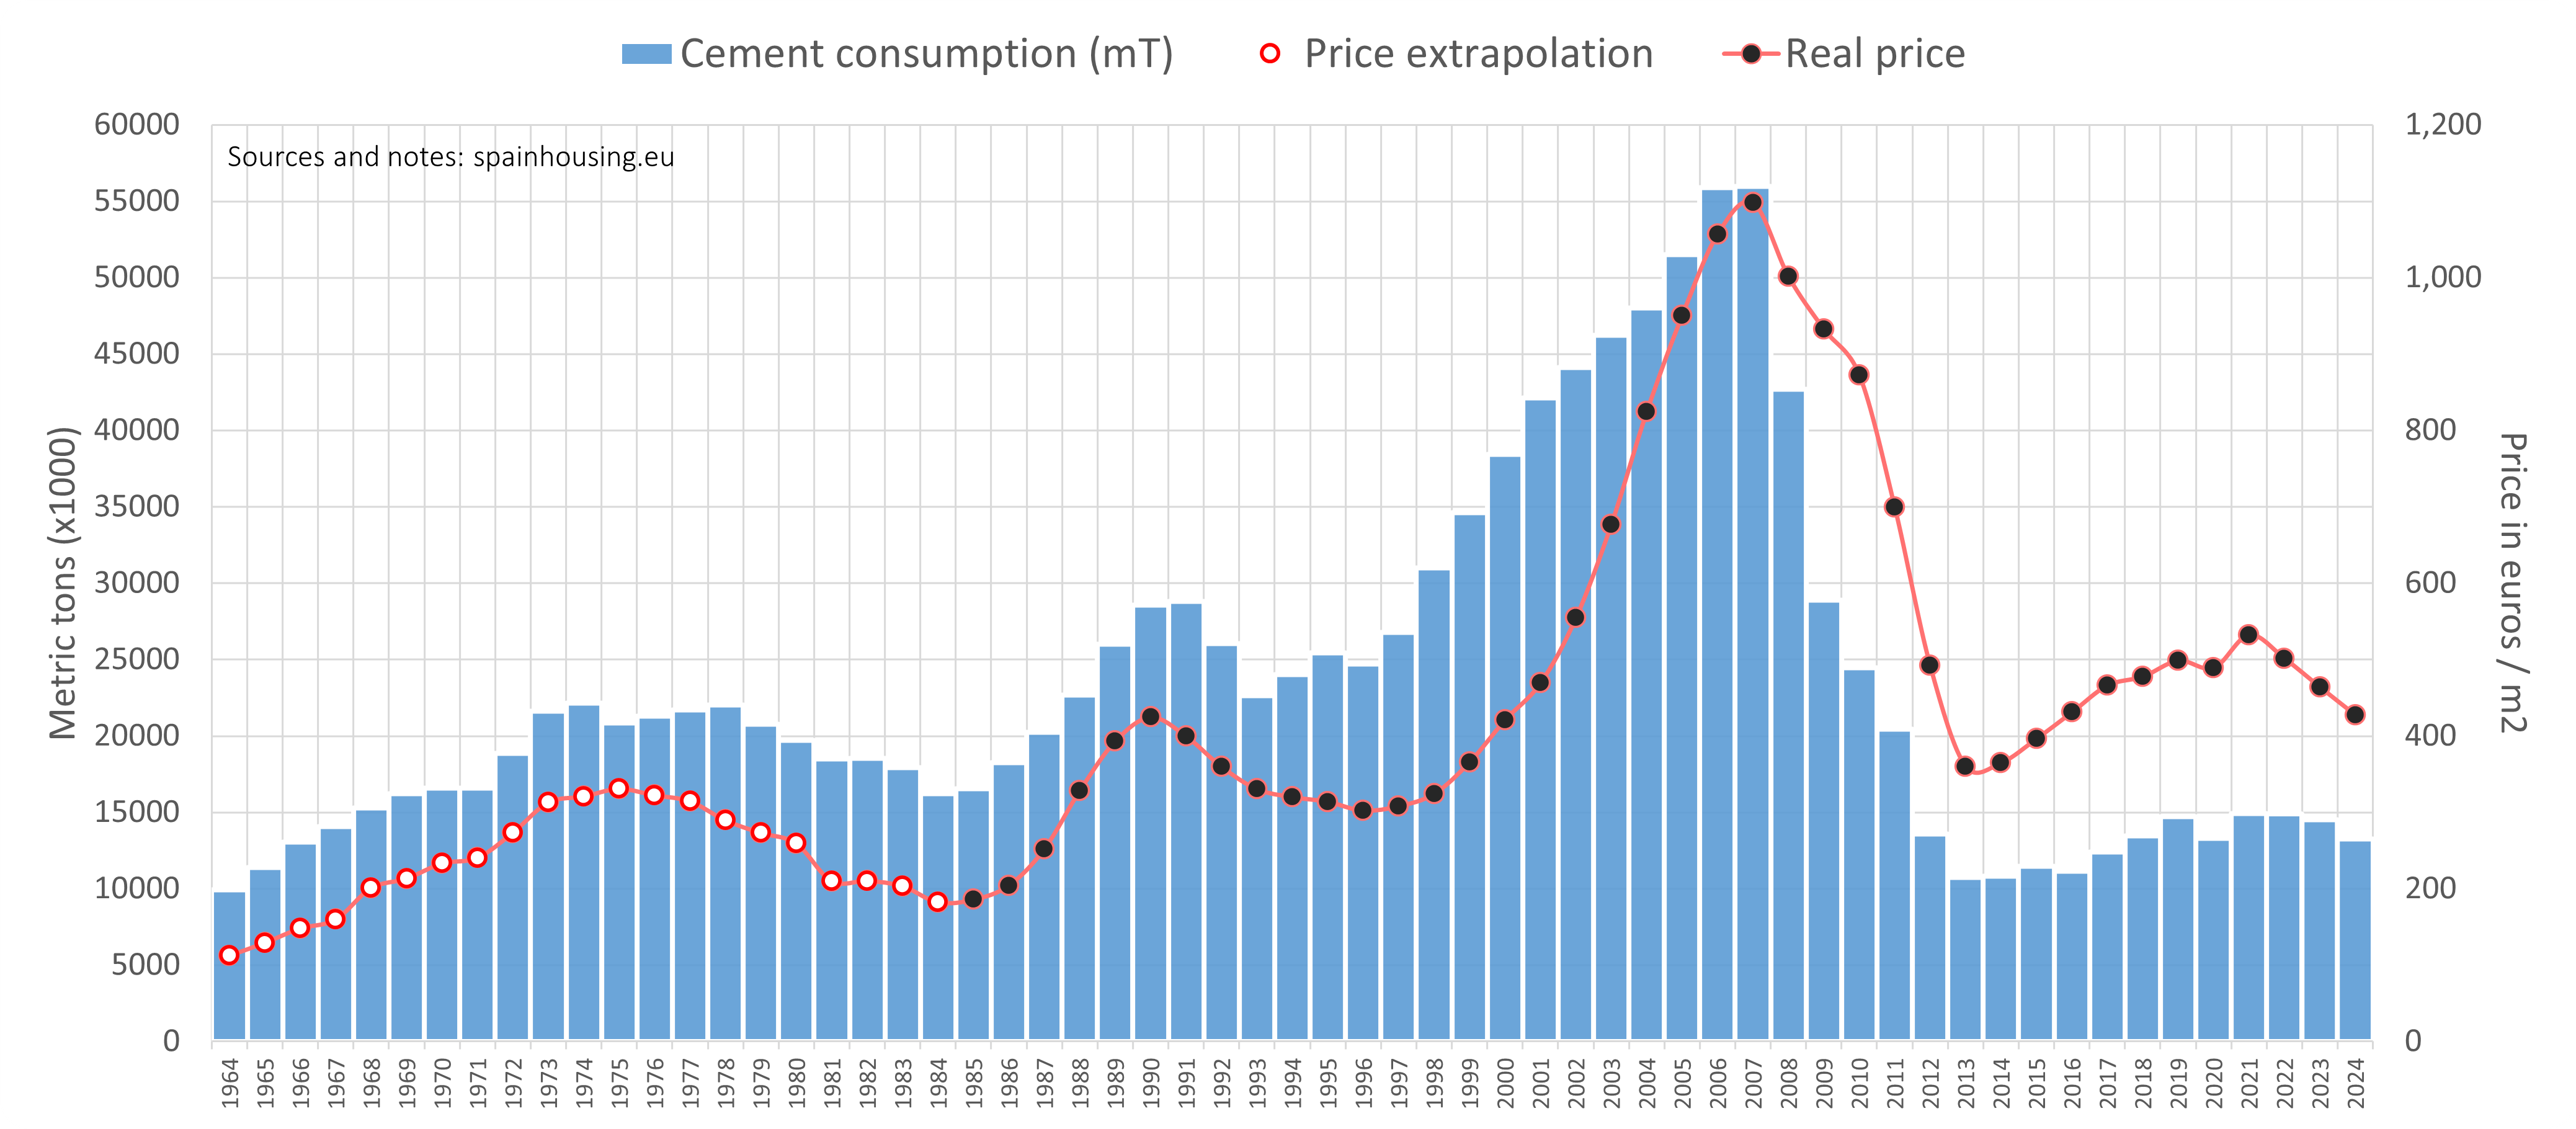 Cement consumption (mT) Price extrapolation Real price
60000 1,200
Sources and notes: spainhousing.eu
55000
50000 1,000
45000
40000 800
35000
30000 600
25000
20000 400
15000
10000 200
5000
0 0
Metric tons (x1000)
Price in euros / m2
1964 1965 1966 1967 1968 1969 1970 1971 1972 1973 1974 1975 1976 1977 1978 1979 1980 1981 1982 1983 1984 1985 1986 1987 1988 1989 1990 1991 1992 1993 1994 1995 1996 1997 1998 1999 2000 2001 2002 2003 2004 2005 2006 2007 2008 2009 2010 2011 2012 2013 2014 2015 2016 2017 2018 2019 2020 2021 2022 2023 2024